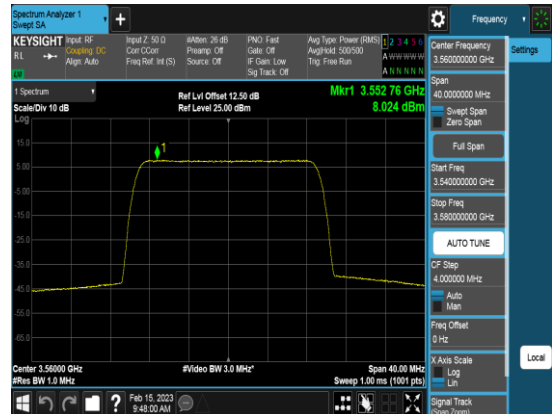 Spectrum Analyzer 1
Swept SA
+
Frequency
KEYSIGHT
RL
Input: RF
Coupling: DC
Align: Auto
Input Z: 50 Ω
Corr CCorr
Freq Ref: Int (S)
#Atten: 26 dB
Preamp: Off
Source: Off
PNO: Fast
Gate: Off
IF Gain: Low
Sig Track: Off
Avg Type: Power (RMS)
Avg|Hold: 500/500
Trig: Free Run
1 2 3 4 5 6
A W W W W W
A N N N N N
LXI
1 Spectrum
Scale/Div 10 dB
Log
Ref Lvl Offset 12.50 dB
Ref Level 25.00 dBm
Mkr1 3.552 76 GHz
8.024 dBm
15.0
5.00
-5.00
-15.0
-25.0
-35.0
-45.0
-55.0
-65.0
1
Center 3.56000 GHz
#Res BW 1.0 MHz
#Video BW 3.0 MHz*
Span 40.00 MHz
Sweep 1.00 ms (1001 pts)
Center Frequency
3.560000000 GHz
Settings
Span
40.0000000 MHz
Swept Span
Zero Span
Full Span
Start Freq
3.540000000 GHz
Stop Freq
3.580000000 GHz
AUTO TUNE
CF Step
4.000000 MHz
Auto
Man
Freq Offset
0 Hz
X Axis Scale
Log
Lin
Local
Signal Track
(Span Zoom)
?
Feb 15, 2023
9:48:00 AM